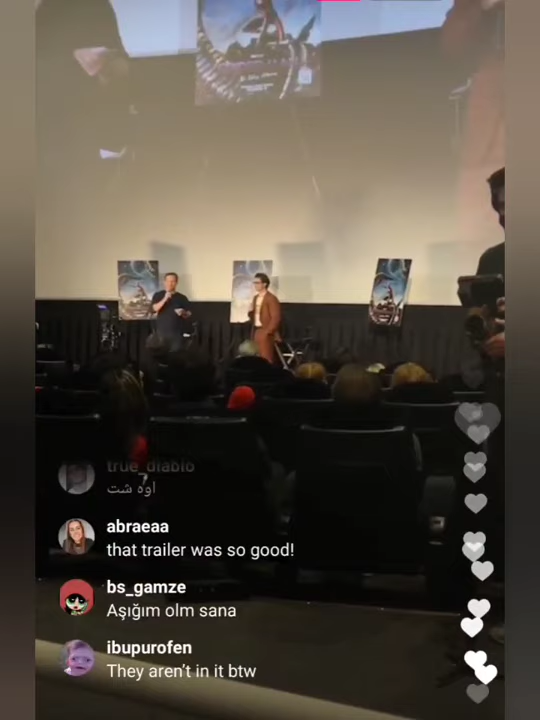 true_diablo
اوه شت
abraeaa
that trailer was so good!
bs_gamze
Aşığım olm sana
ibupurofen
They aren't in it btw